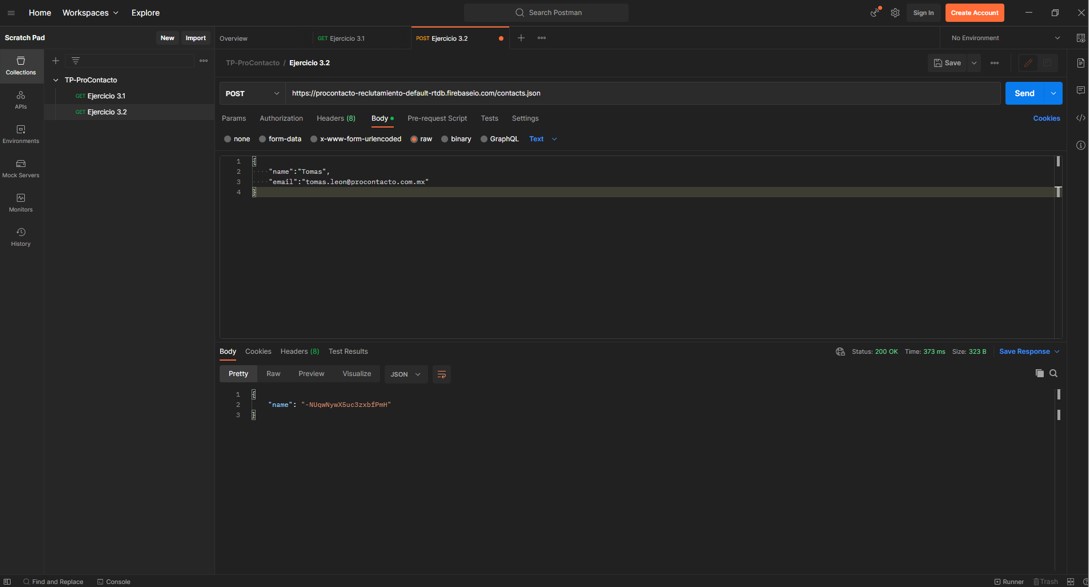 Home Workspaces Explore Search Postman Sign In Create Account
Scratch Pad New Import Overview GET Ejercicio 3.1 POST Ejercicio 3.2 No Environment
Collections
APIs
Environments
Mock Servers
Monitors
History
TP-ProContacto
GET Ejercicio 3.1
GET Ejercicio 3.2
TP-ProContacto / Ejercicio 3.2 Save
POST https://procontacto-reclutamiento-default-rtdb.firebaseio.com/contacts.json Send
Params Authorization Headers (8) Body Pre-request Script Tests Settings Cookies
none form-data x-www-form-urlencoded raw binary GraphQL Text
1 {
2 "name":"Tomas",
3 "email":"tomas.leon@procontacto.com.mx"
4 }
Body Cookies Headers (8) Test Results Status: 200 OK Time: 373 ms Size: 323 B Save Response
Pretty Raw Preview Visualize JSON
1 {
2 "name": "-NUqwNywX5uc3zxbfPmH"
3 }
Find and Replace Console Runner Trash